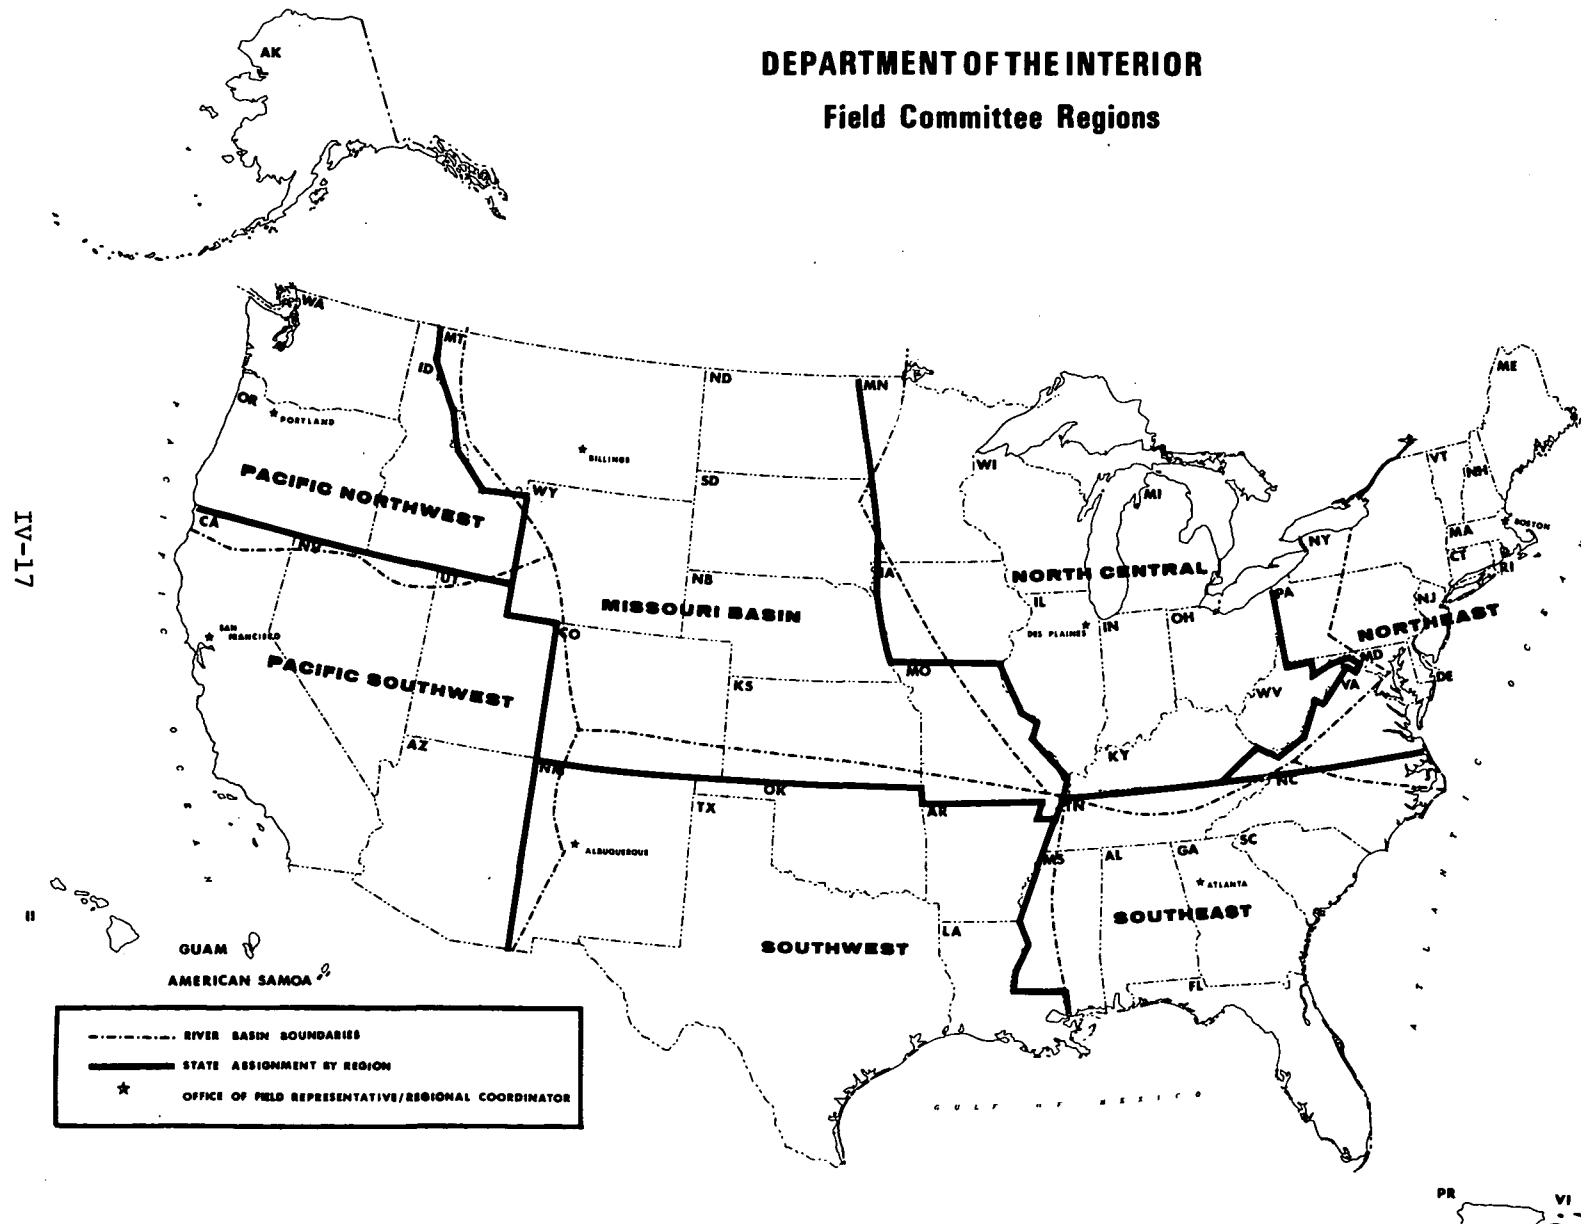 DEPARTMENT OF THE INTERIOR
Field Committee Regions
AK
WA
MT
ID
ND
MN
ME
OR
PORTLAND
BILLINGS
WI
VT
NH
MI
PACIFIC NORTHWEST
WY
SD
CA
NV
NY
MA
BOSTON
CT
RI
UT
NB
IA
NORTH CENTRAL
IL
PA
NJ
MISSOURI BASIN
DES PLAINES
IN
OH
NORTHEAST
SAN
FRANCISCO
CO
PACIFIC SOUTHWEST
KS
MO
WV
VA
MD
DE
AZ
KY
NM
OK
NC
TX
AR
TN
ALBUQUERQUE
MS
AL
GA
SC
ATLANTA
SOUTHEAST
SOUTHWEST
LA
FL
PACIFIC OCEAN
ATLANTIC OCEAN
GULF OF MEXICO
IV-17
II
GUAM
AMERICAN SAMOA
RIVER BASIN BOUNDARIES
STATE ASSIGNMENT BY REGION
OFFICE OF FIELD REPRESENTATIVE/REGIONAL COORDINATOR
PR
VI